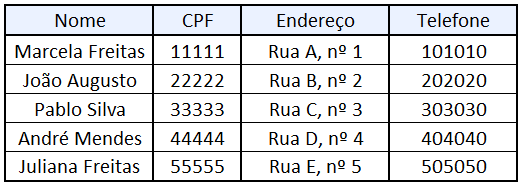 Nome CPF Endereço Telefone
Marcela Freitas 11111 Rua A, nº 1 101010
João Augusto 22222 Rua B, nº 2 202020
Pablo Silva 33333 Rua C, nº 3 303030
André Mendes 44444 Rua D, nº 4 404040
Juliana Freitas 55555 Rua E, nº 5 505050